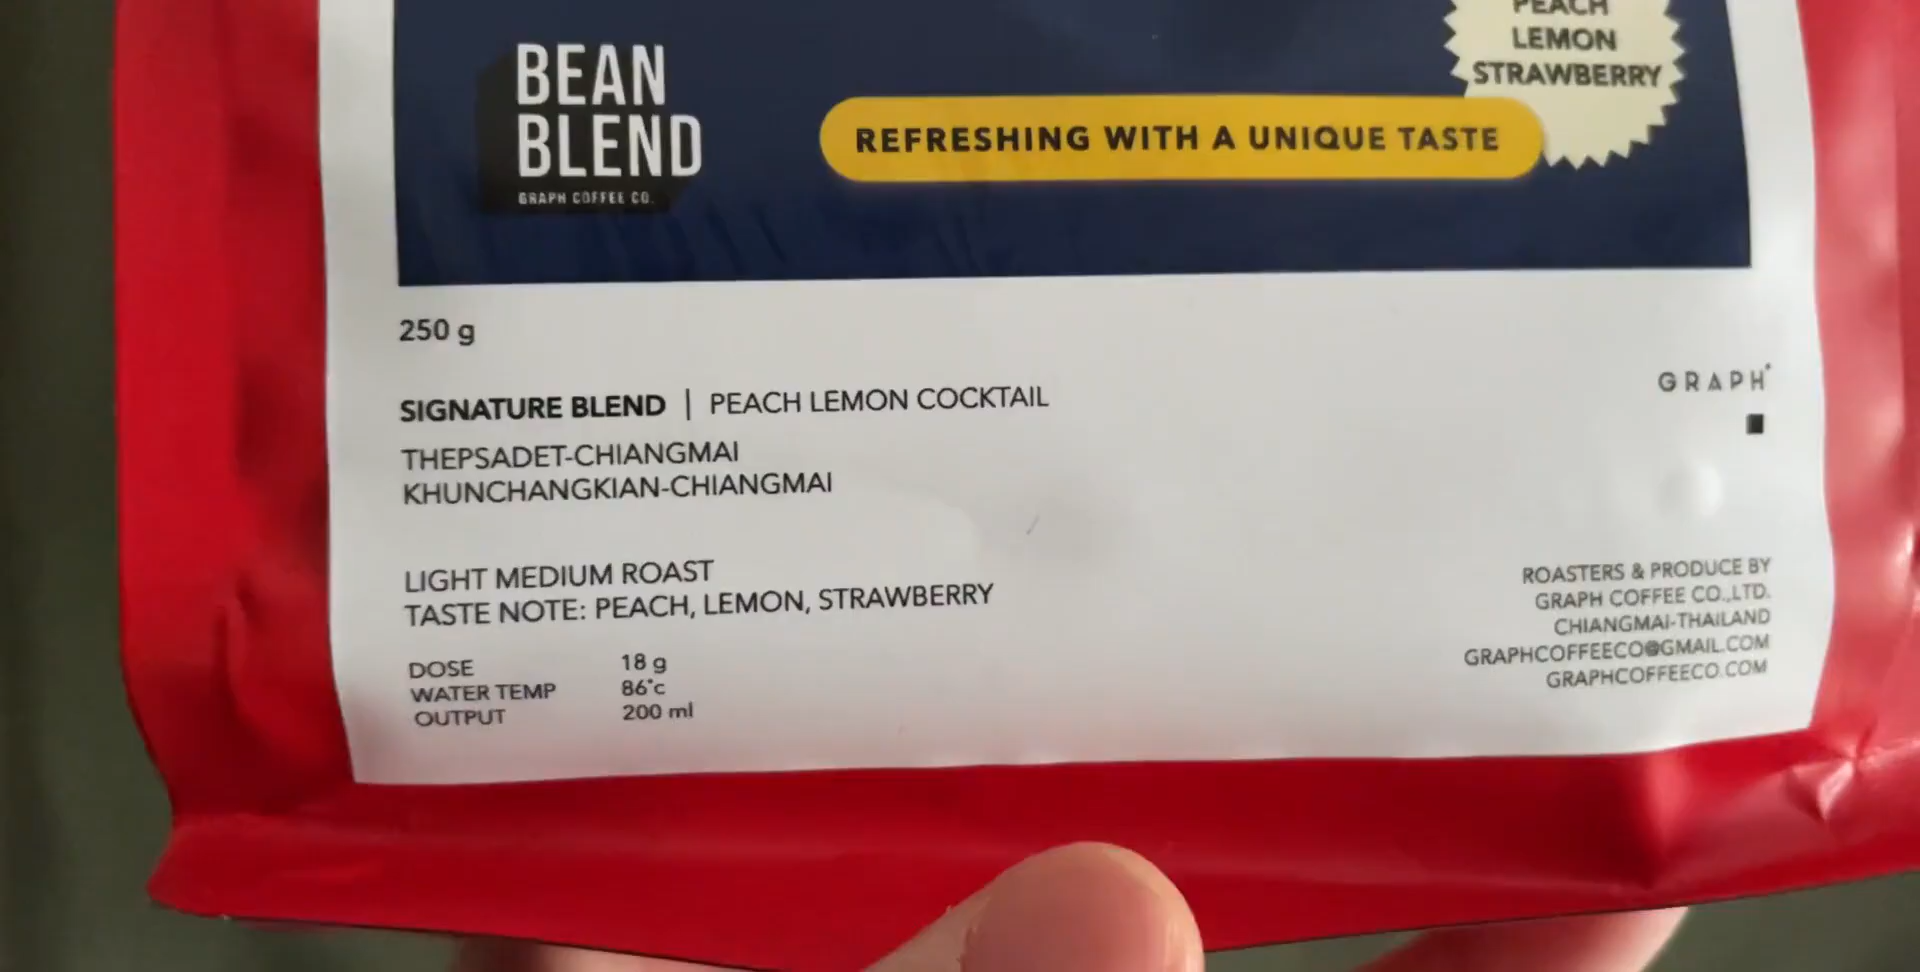 PEACH
LEMON
STRAWBERRY
BEAN
BLEND
GRAPH COFFEE CO.
REFRESHING WITH A UNIQUE TASTE
250 g
SIGNATURE BLEND | PEACH LEMON COCKTAIL
THEPSADET-CHIANGMAI
KHUNCHANGKIAN-CHIANGMAI
LIGHT MEDIUM ROAST
TASTE NOTE: PEACH, LEMON, STRAWBERRY
DOSE 18 g
WATER TEMP 86°c
OUTPUT 200 ml
GRAPH°
ROASTERS & PRODUCE BY
GRAPH COFFEE CO.,LTD.
CHIANGMAI-THAILAND
GRAPHCOFFEECO@GMAIL.COM
GRAPHCOFFEECO.COM